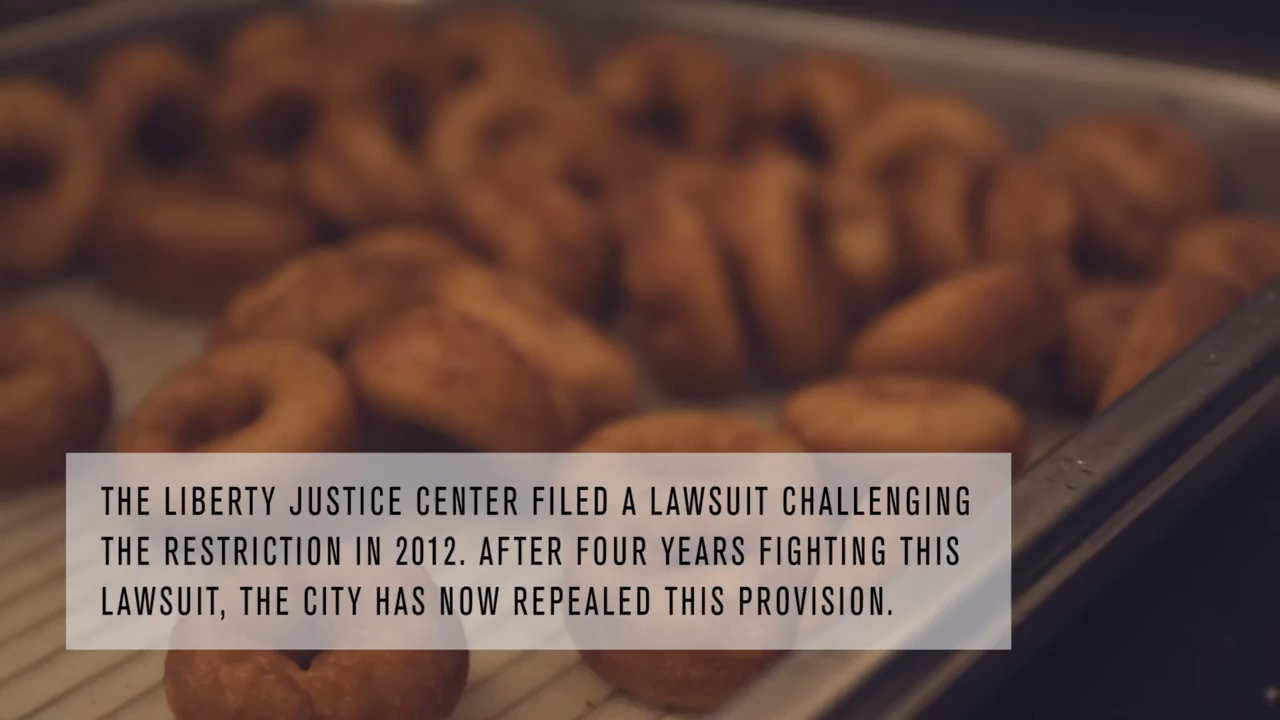 THE LIBERTY JUSTICE CENTER FILED A LAWSUIT CHALLENGING
THE RESTRICTION IN 2012. AFTER FOUR YEARS FIGHTING THIS
LAWSUIT, THE CITY HAS NOW REPEALED THIS PROVISION.